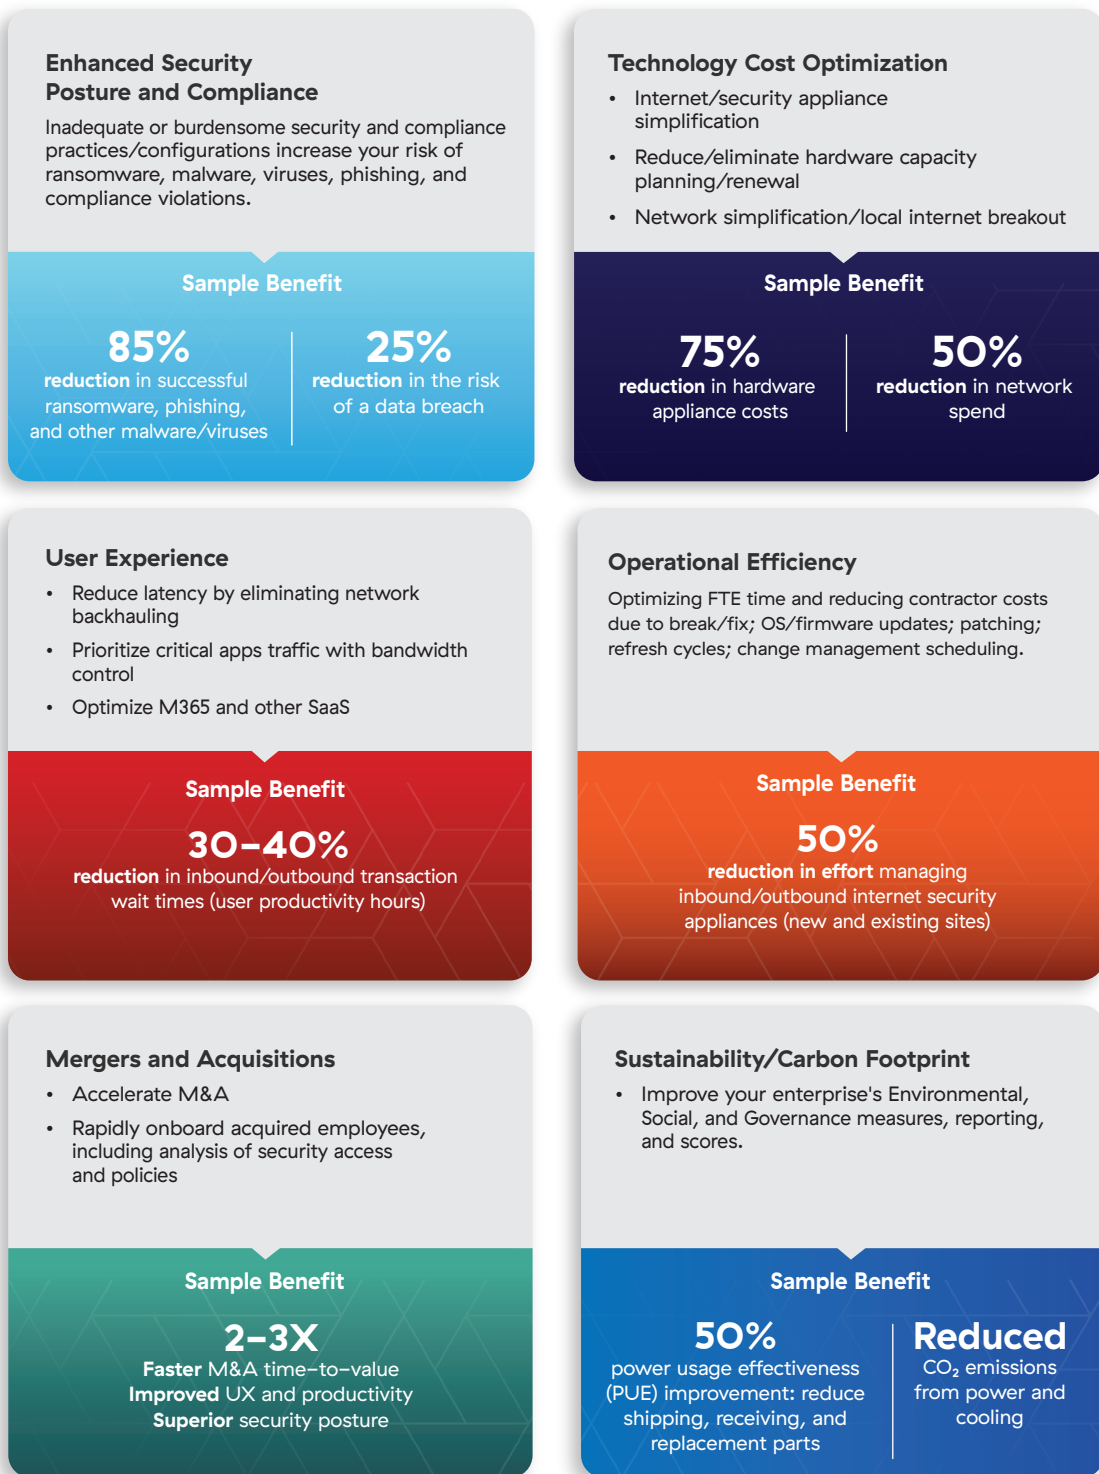 Enhanced Security
Posture and Compliance
Inadequate or burdensome security and compliance
practices/configurations increase your risk of
ransomware, malware, viruses, phishing, and
compliance violations.
Sample Benefit
85%
reduction in successful
ransomware, phishing,
and other malware/viruses
25%
reduction in the risk
of a data breach
Technology Cost Optimization
• Internet/security appliance
simplification
• Reduce/eliminate hardware capacity
planning/renewal
• Network simplification/local internet breakout
Sample Benefit
75%
reduction in hardware
appliance costs
50%
reduction in network
spend
User Experience
• Reduce latency by eliminating network
backhauling
• Prioritize critical apps traffic with bandwidth
control
• Optimize M365 and other SaaS
Sample Benefit
30–40%
reduction in inbound/outbound transaction
wait times (user productivity hours)
Operational Efficiency
Optimizing FTE time and reducing contractor costs
due to break/fix; OS/firmware updates; patching;
refresh cycles; change management scheduling.
Sample Benefit
50%
reduction in effort managing
inbound/outbound internet security
appliances (new and existing sites)
Mergers and Acquisitions
• Accelerate M&A
• Rapidly onboard acquired employees,
including analysis of security access
and policies
Sample Benefit
2–3X
Faster M&A time-to-value
Improved UX and productivity
Superior security posture
Sustainability/Carbon Footprint
• Improve your enterprise's Environmental,
Social, and Governance measures, reporting,
and scores.
Sample Benefit
50%
power usage effectiveness
(PUE) improvement: reduce
shipping, receiving, and
replacement parts
Reduced
CO₂ emissions
from power and
cooling